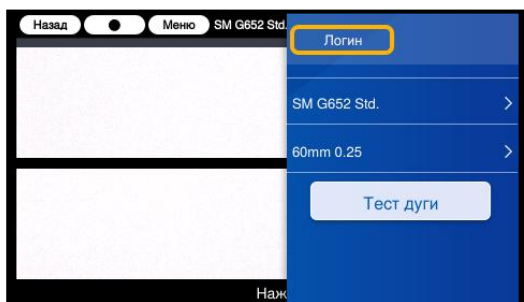 Назад Меню SM G652 Std.
Логин
SM G652 Std.
60mm 0.25
Тест дуги
Наж